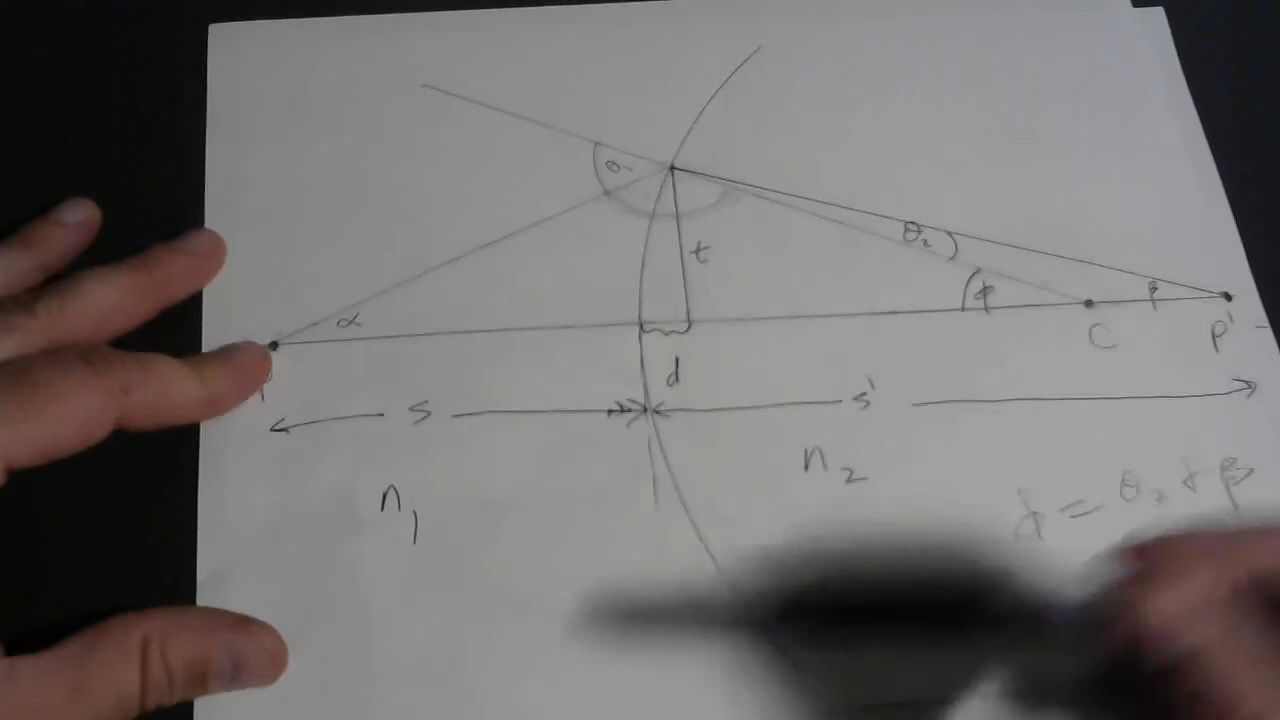 θ₁
t
θ₂
α
ϕ
β
C
P'
P
d
s
s'
n₁
n₂
ϕ = θ₂ + β